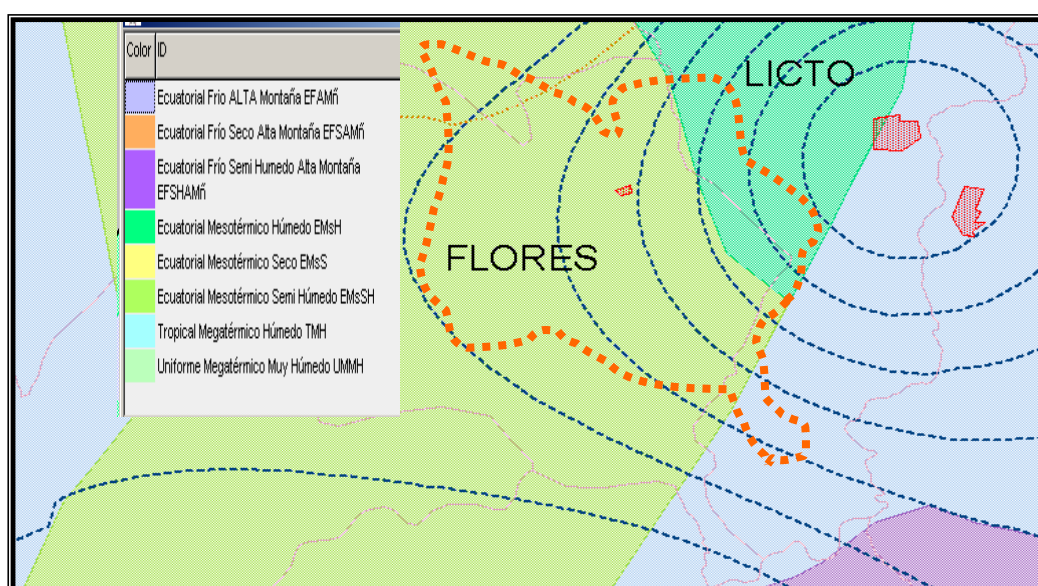 Color ID
Ecuatorial Frio ALTA Montaña EFAMñ
Ecuatorial Frío Seco Alta Montaña EFSAMñ
Ecuatorial Frío Semi Humedo Alta Montaña
EFSHAMñ
Ecuatorial Mesotérmico Húmedo EMsH
Ecuatorial Mesotérmico Seco EMsS
Ecuatorial Mesotérmico Semi Húmedo EMsSH
Tropical Megatérmico Húmedo TMH
Uniforme Megatérmico Muy Húmedo UMMH
LICTO
FLORES